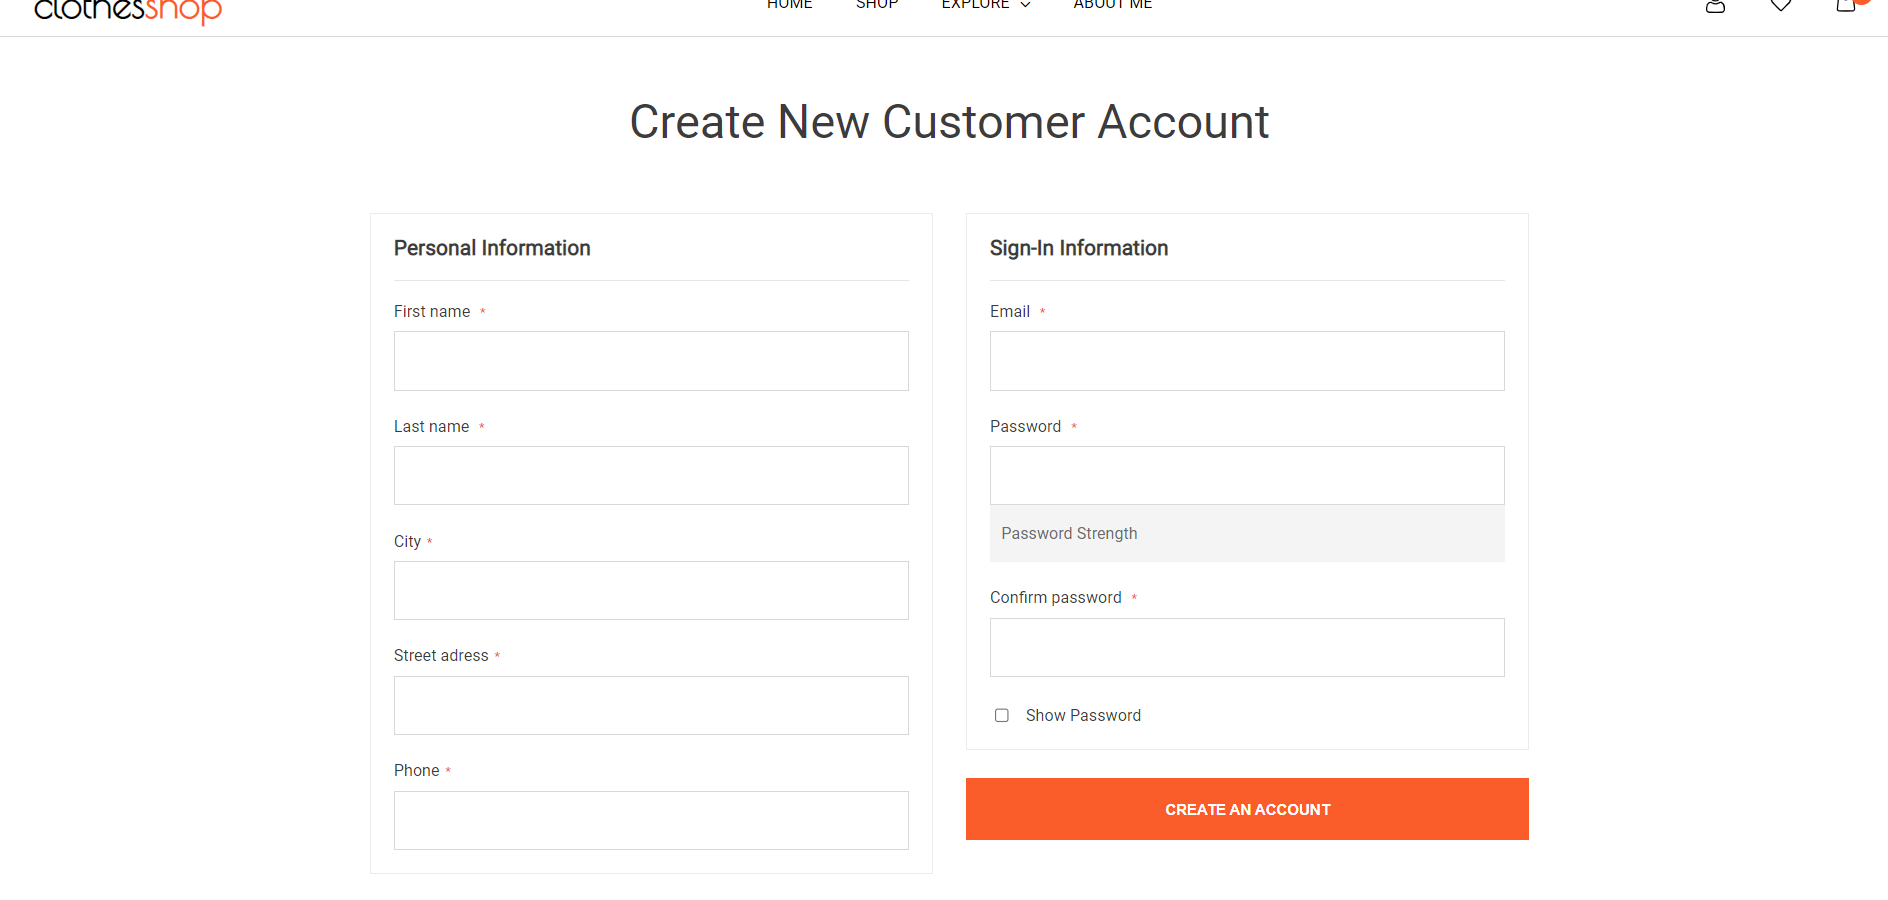 clothesshop
HOME SHOP EXPLORE ABOUT ME
Create New Customer Account
Personal Information
First name *
Last name *
City *
Street adress *
Phone *
Sign-In Information
Email *
Password *
Password Strength
Confirm password *
Show Password
CREATE AN ACCOUNT